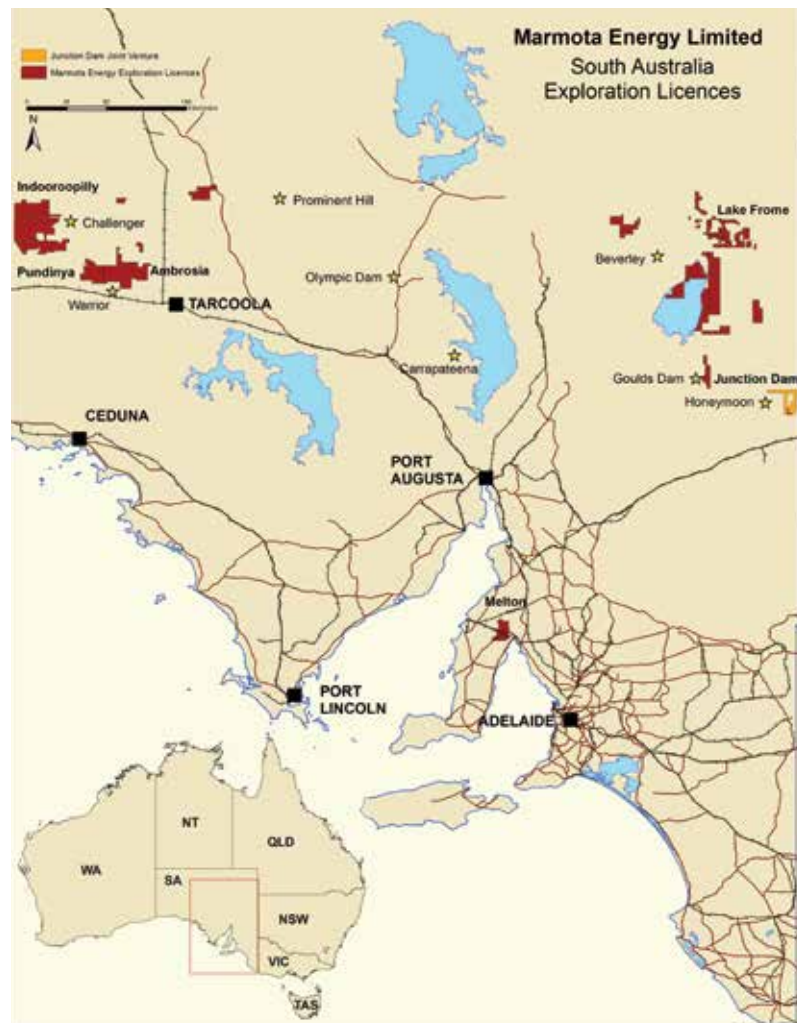 Marmota Energy Limited
South Australia
Exploration Licences
Junction Dam Joint Venture
Marmota Energy Exploration Licences
N
Indooroopilly
Challenger
Prominent Hill
Lake Frome
Pundinya
Ambrosia
Olympic Dam
Beverley
Warrior
TARCOOLA
Carrapateena
Goulds Dam
Junction Dam
Honeymoon
CEDUNA
PORT
AUGUSTA
Melton
PORT
LINCOLN
ADELAIDE
NT
QLD
WA
SA
NSW
VIC
TAS